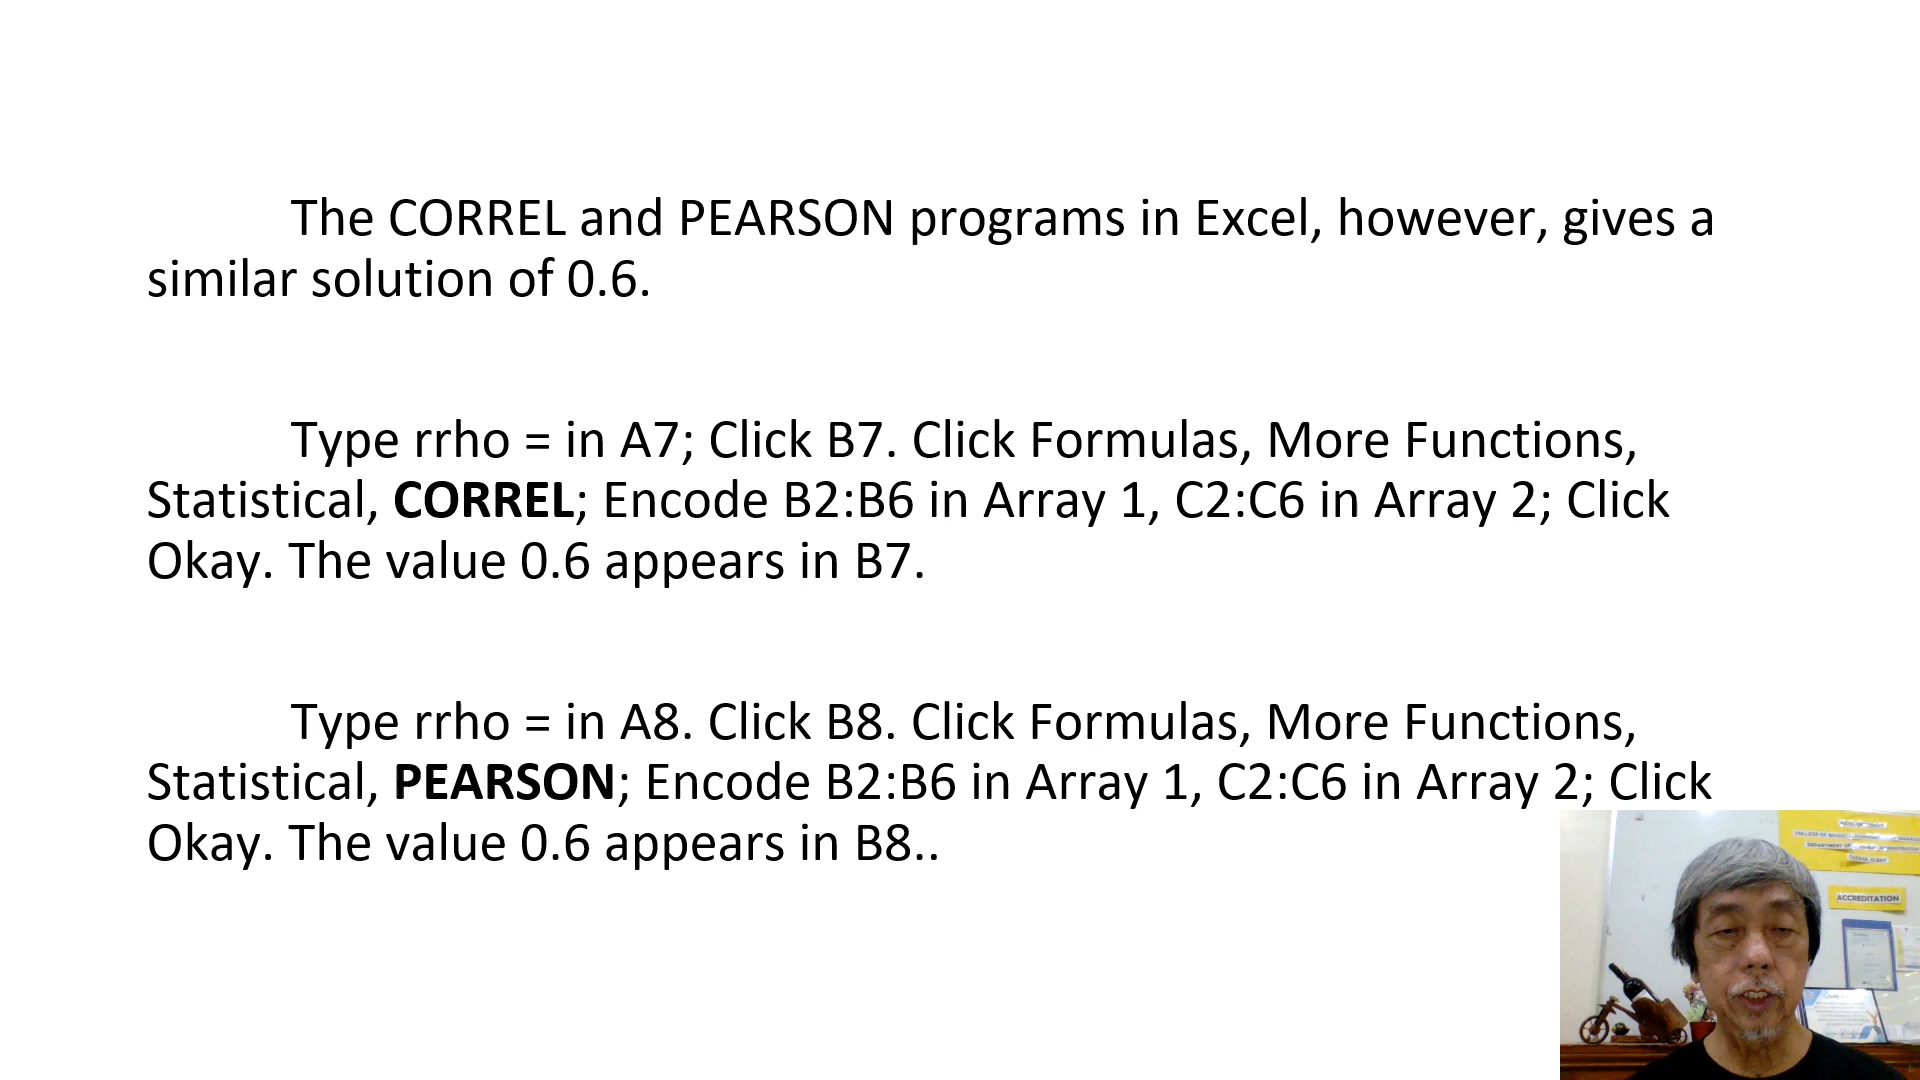 The CORREL and PEARSON programs in Excel, however, gives a
similar solution of 0.6.
Type rrho = in A7; Click B7. Click Formulas, More Functions,
Statistical, CORREL; Encode B2:B6 in Array 1, C2:C6 in Array 2; Click
Okay. The value 0.6 appears in B7.
Type rrho = in A8. Click B8. Click Formulas, More Functions,
Statistical, PEARSON; Encode B2:B6 in Array 1, C2:C6 in Array 2; Click
Okay. The value 0.6 appears in B8..
ACCREDITATION